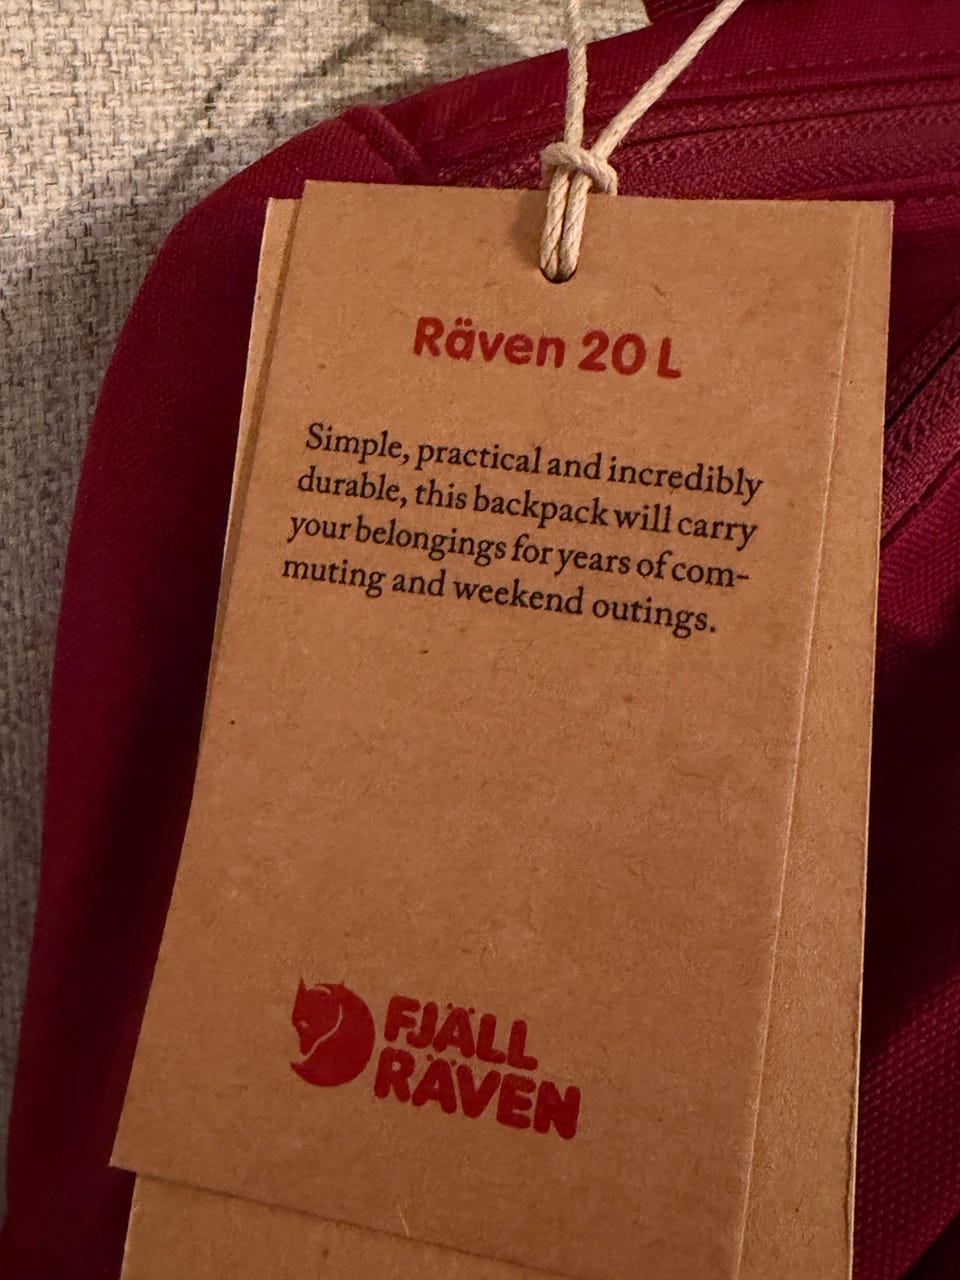 Räven 20 L
Simple, practical and incredibly
durable, this backpack will carry
your belongings for years of com-
muting and weekend outings.
FJÄLL
RÄVEN